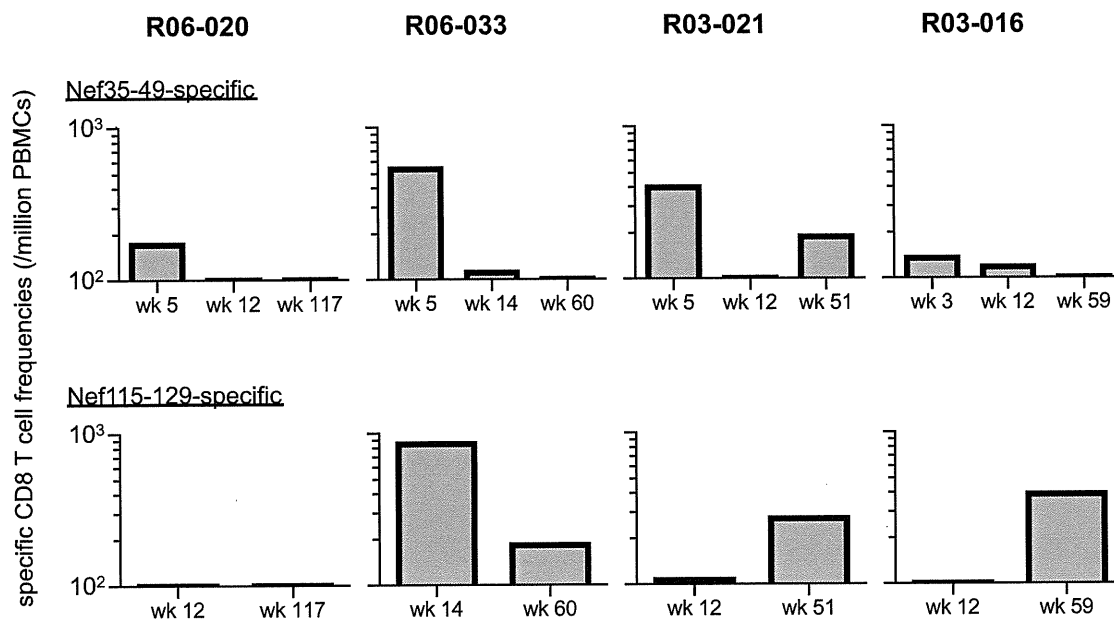 R06-020 R06-033 R03-021 R03-016
specific CD8 T cell frequencies (/million PBMCs)
Nef35-49-specific
10³
10²
wk 5 wk 12 wk 117 wk 5 wk 14 wk 60 wk 5 wk 12 wk 51 wk 3 wk 12 wk 59
Nef115-129-specific
10³
10²
wk 12 wk 117 wk 14 wk 60 wk 12 wk 51 wk 12 wk 59